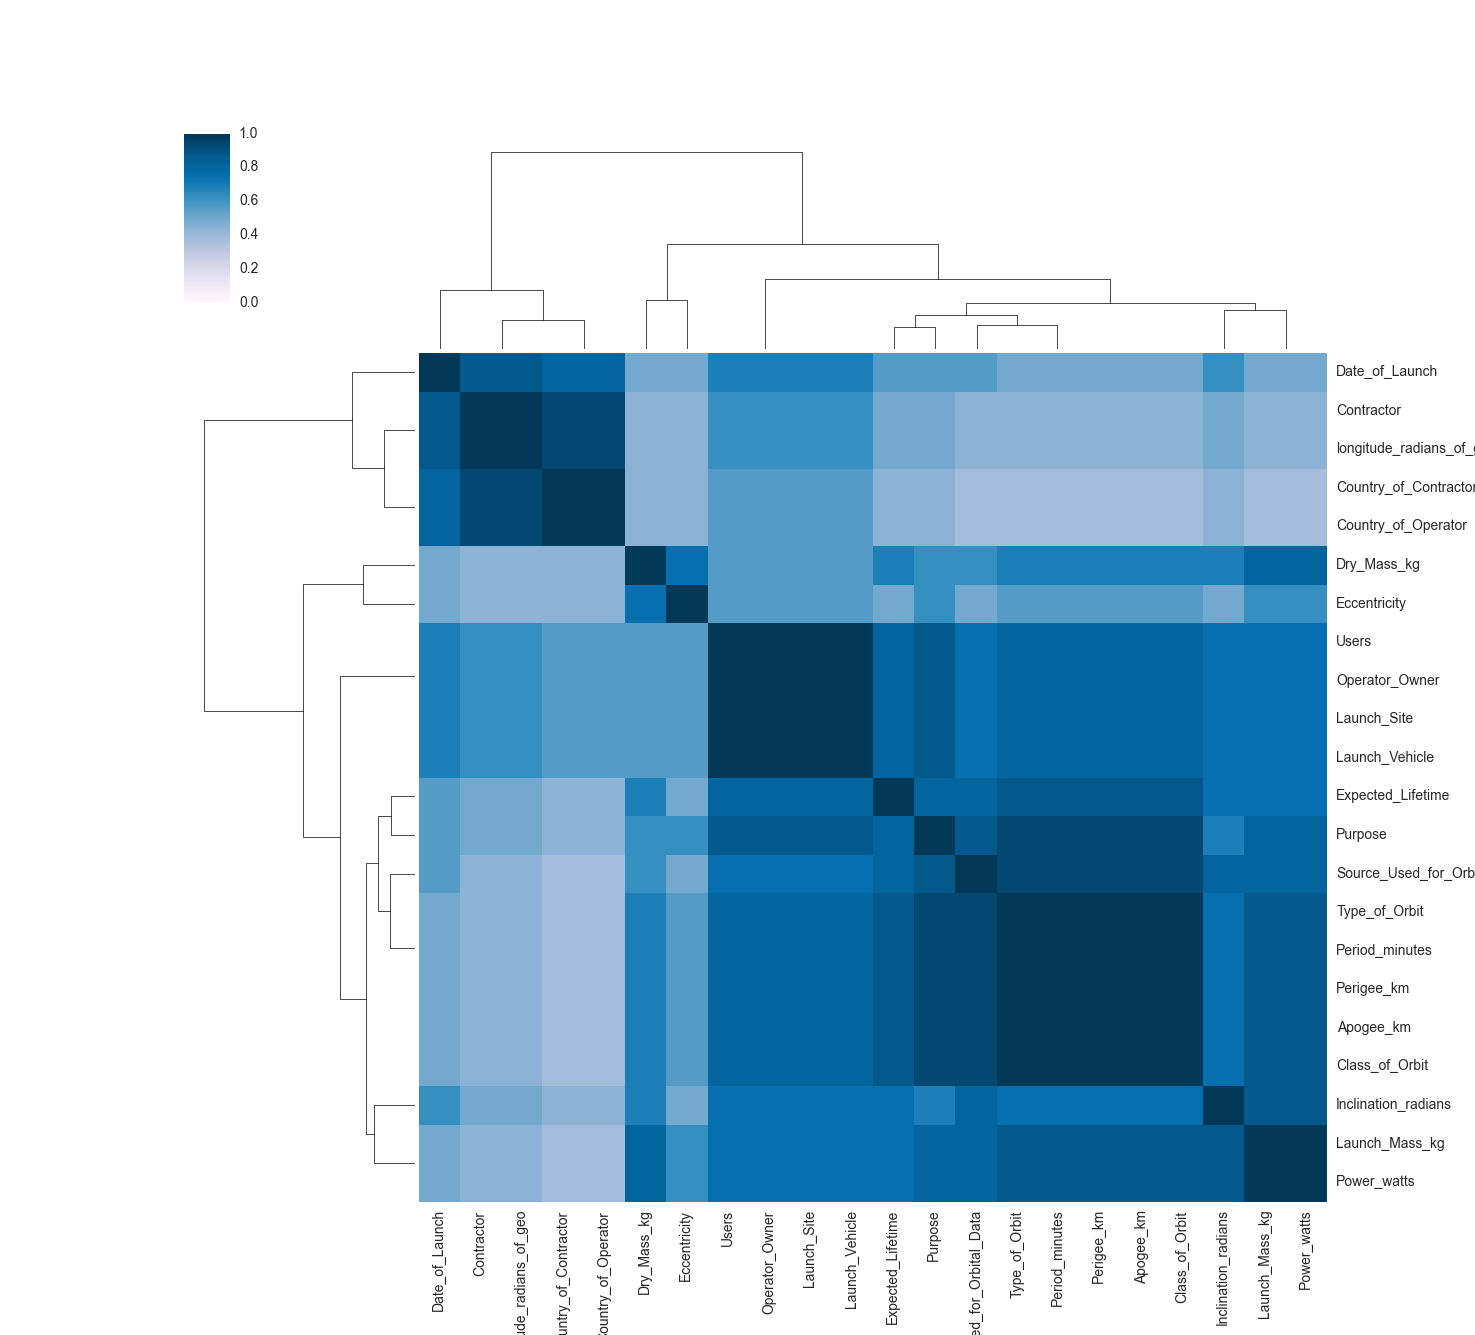 1.0
0.8
0.6
0.4
0.2
0.0
Date_of_Launch
Contractor
longitude_radians_of_g
Country_of_Contractor
Country_of_Operator
Dry_Mass_kg
Eccentricity
Users
Operator_Owner
Launch_Site
Launch_Vehicle
Expected_Lifetime
Purpose
Source_Used_for_Orb
Type_of_Orbit
Period_minutes
Perigee_km
Apogee_km
Class_of_Orbit
Inclination_radians
Launch_Mass_kg
Power_watts
Date_of_Launch
Contractor
ude_radians_of_geo
untry_of_Contractor
ountry_of_Operator
Dry_Mass_kg
Eccentricity
Users
Operator_Owner
Launch_Site
Launch_Vehicle
Expected_Lifetime
Purpose
ed_for_Orbital_Data
Type_of_Orbit
Period_minutes
Perigee_km
Apogee_km
Class_of_Orbit
Inclination_radians
Launch_Mass_kg
Power_watts